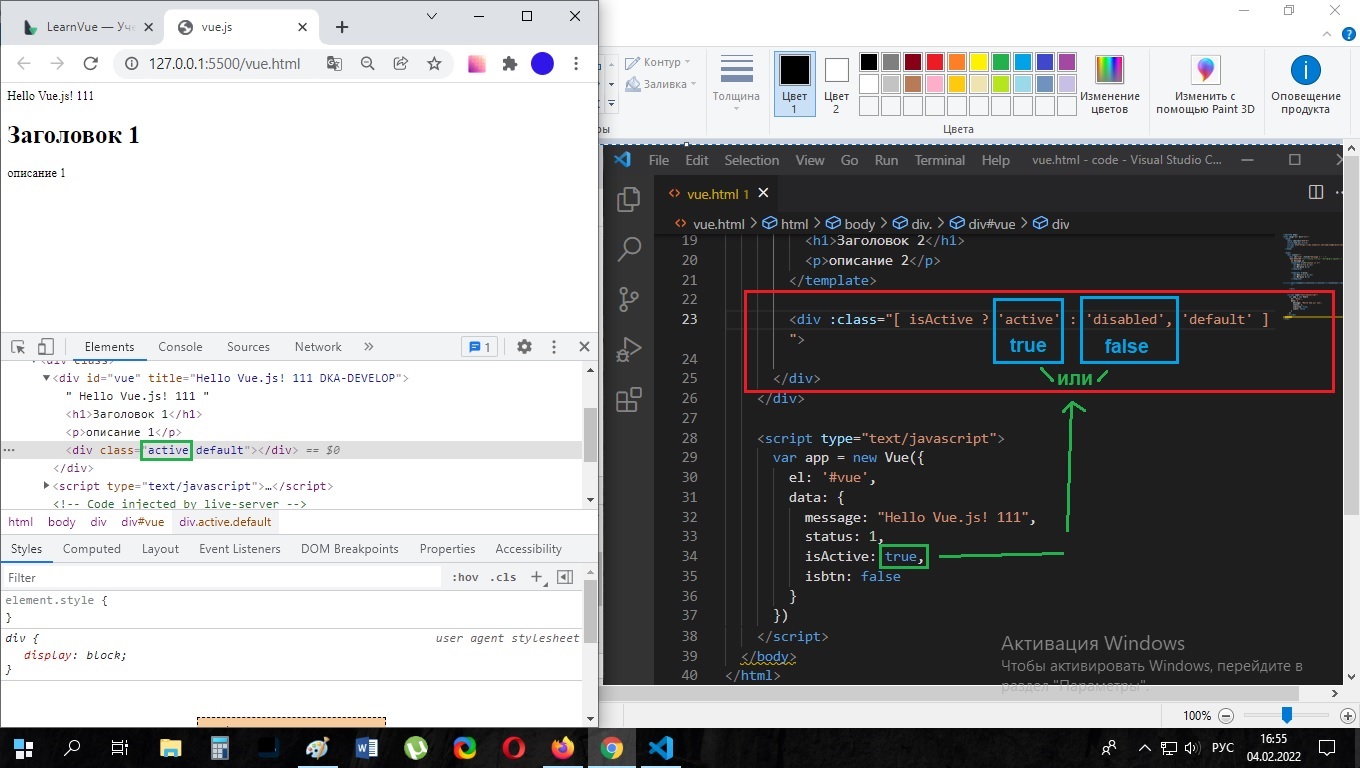 LearnVue — Уче
vue.js
127.0.0.1:5500/vue.html
Hello Vue.js! 111
Заголовок 1
описание 1
Elements Console Sources Network 1
<div id="vue" title="Hello Vue.js! 111 DKA-DEVELOP">
" Hello Vue.js! 111 "
<h1>Заголовок 1</h1>
<p>описание 1</p>
<div class="active default"></div> == $0
</div>
<script type="text/javascript">…</script>
<!-- Code injected by live-server -->
html body div div#vue div.active.default
Styles Computed Layout Event Listeners DOM Breakpoints Properties Accessibility
Filter :hov .cls
element.style {
}
div { user agent stylesheet
display: block;
}
Контур
Заливка
Толщина
Цвет
1
Цвет
2
Изменение
цветов
Изменить с
помощью Paint 3D
Оповещение
продукта
Цвета
File Edit Selection View Go Run Terminal Help vue.html - code - Visual Studio C...
vue.html 1
vue.html > html > body > div. > div#vue > div
19 <h1>Заголовок 2</h1>
20 <p>описание 2</p>
21 </template>
22
23 <div :class="[ isActive ? 'active' : 'disabled', 'default' ]
">
true false
24
25 </div>
или
26 </div>
27
28 <script type="text/javascript">
29 var app = new Vue({
30 el: '#vue',
31 data: {
32 message: "Hello Vue.js! 111",
33 status: 1,
34 isActive: true,
35 isbtn: false
36 }
37 })
38 </script>
39 </body>
40 </html>
Активация Windows
Чтобы активировать Windows, перейдите в
раздел "Параметры".
100%
РУС
16:55
04.02.2022